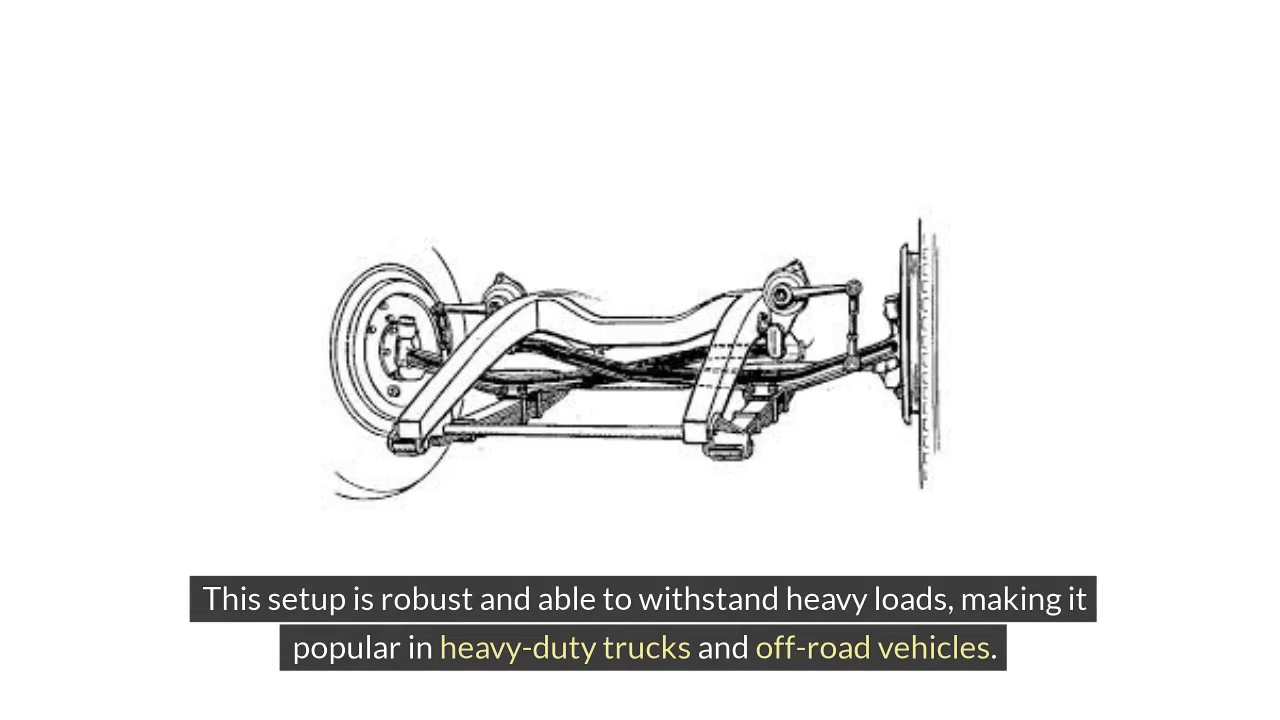 This setup is robust and able to withstand heavy loads, making it
popular in heavy-duty trucks and off-road vehicles.